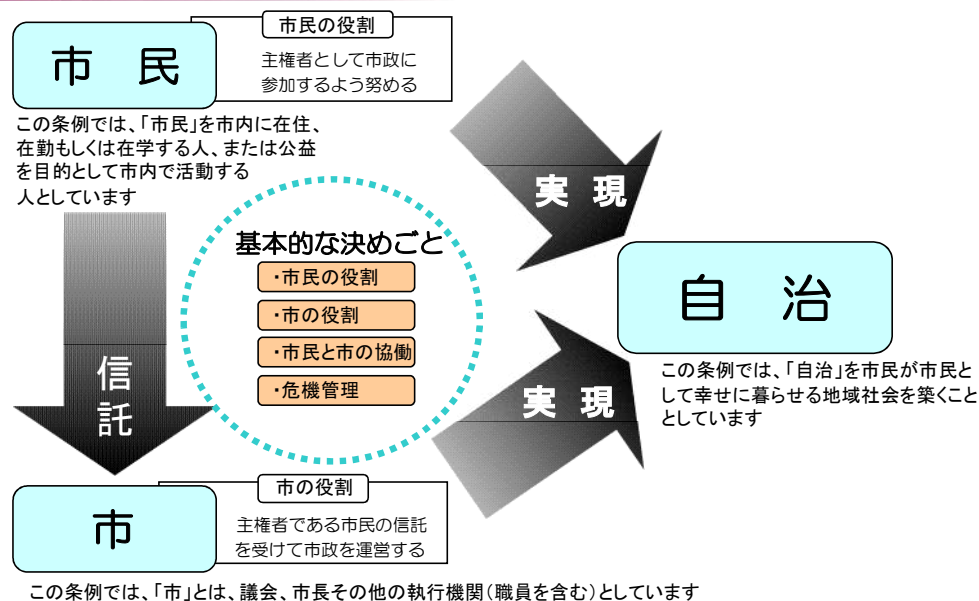 市民の役割
市　民
主権者として市政に
参加するよう努める
この条例では、「市民」を市内に在住、
在勤もしくは在学する人、または公益
を目的として市内で活動する
人としています
実 現
基本的な決めごと
・市民の役割
・市の役割
・市民と市の協働
・危機管理
信託
自　治
この条例では、「自治」を市民が市民と
して幸せに暮らせる地域社会を築くこと
としています
実 現
市の役割
市
主権者である市民の信託
を受けて市政を運営する
この条例では、「市」とは、議会、市長その他の執行機関(職員を含む)としています